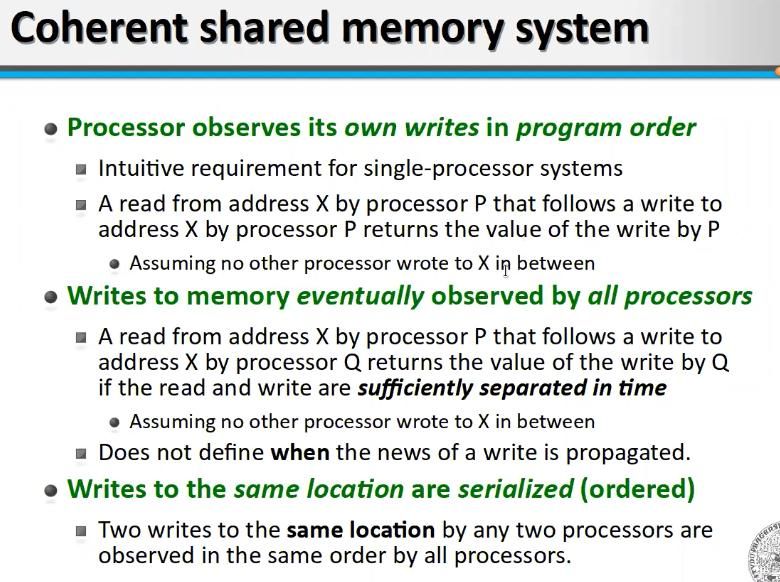 Coherent shared memory system
Processor observes its own writes in program order
Intuitive requirement for single-processor systems
A read from address X by processor P that follows a write to
address X by processor P returns the value of the write by P
Assuming no other processor wrote to X in between
Writes to memory eventually observed by all processors
A read from address X by processor P that follows a write to
address X by processor Q returns the value of the write by Q
if the read and write are sufficiently separated in time
Assuming no other processor wrote to X in between
Does not define when the news of a write is propagated.
Writes to the same location are serialized (ordered)
Two writes to the same location by any two processors are
observed in the same order by all processors.